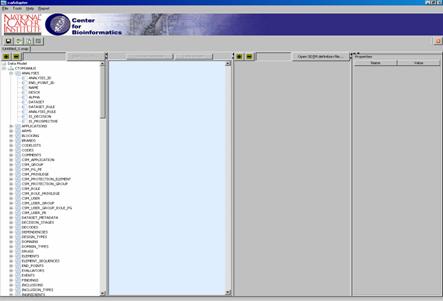 caAdapter
File Tools Help Report
NATIONAL
CANCER
INSTITUTE
Center
for
Bioinformatics
Untitled_1.map
Open SDTM definition file...
Properties
Name Value
Data Model
CTOMSANLIS
ANALYSES
ANALYSIS_ID
END_POINT_ID
NAME
DESCR
ALPHA
DATASET
DATASET_RULE
ANALYSIS_RULE
IS_DECISION
IS_PROSPECTIVE
APPLICATIONS
ARMS
BLOCKING
BRANDS
CODELISTS
CODES
COMMENTS
CSM_APPLICATION
CSM_GROUP
CSM_PG_PE
CSM_PRIVILEGE
CSM_PROTECTION_ELEMENT
CSM_PROTECTION_GROUP
CSM_ROLE
CSM_ROLE_PRIVILEGE
CSM_USER
CSM_USER_GROUP
CSM_USER_GROUP_ROLE_PG
CSM_USER_PE
DATASET_METADATA
DECISION_STAGES
DECODES
DEPENDENCIES
DESIGN_TYPES
DOMAINS
DOMAIN_TYPES
DRUGS
ELEMENTS
ELEMENT_SEQUENCES
END_POINTS
EVALUATORS
EVENTS
FINDINGS
INCLUSIONS
INCLUSION_TYPES
INGREDIENTS